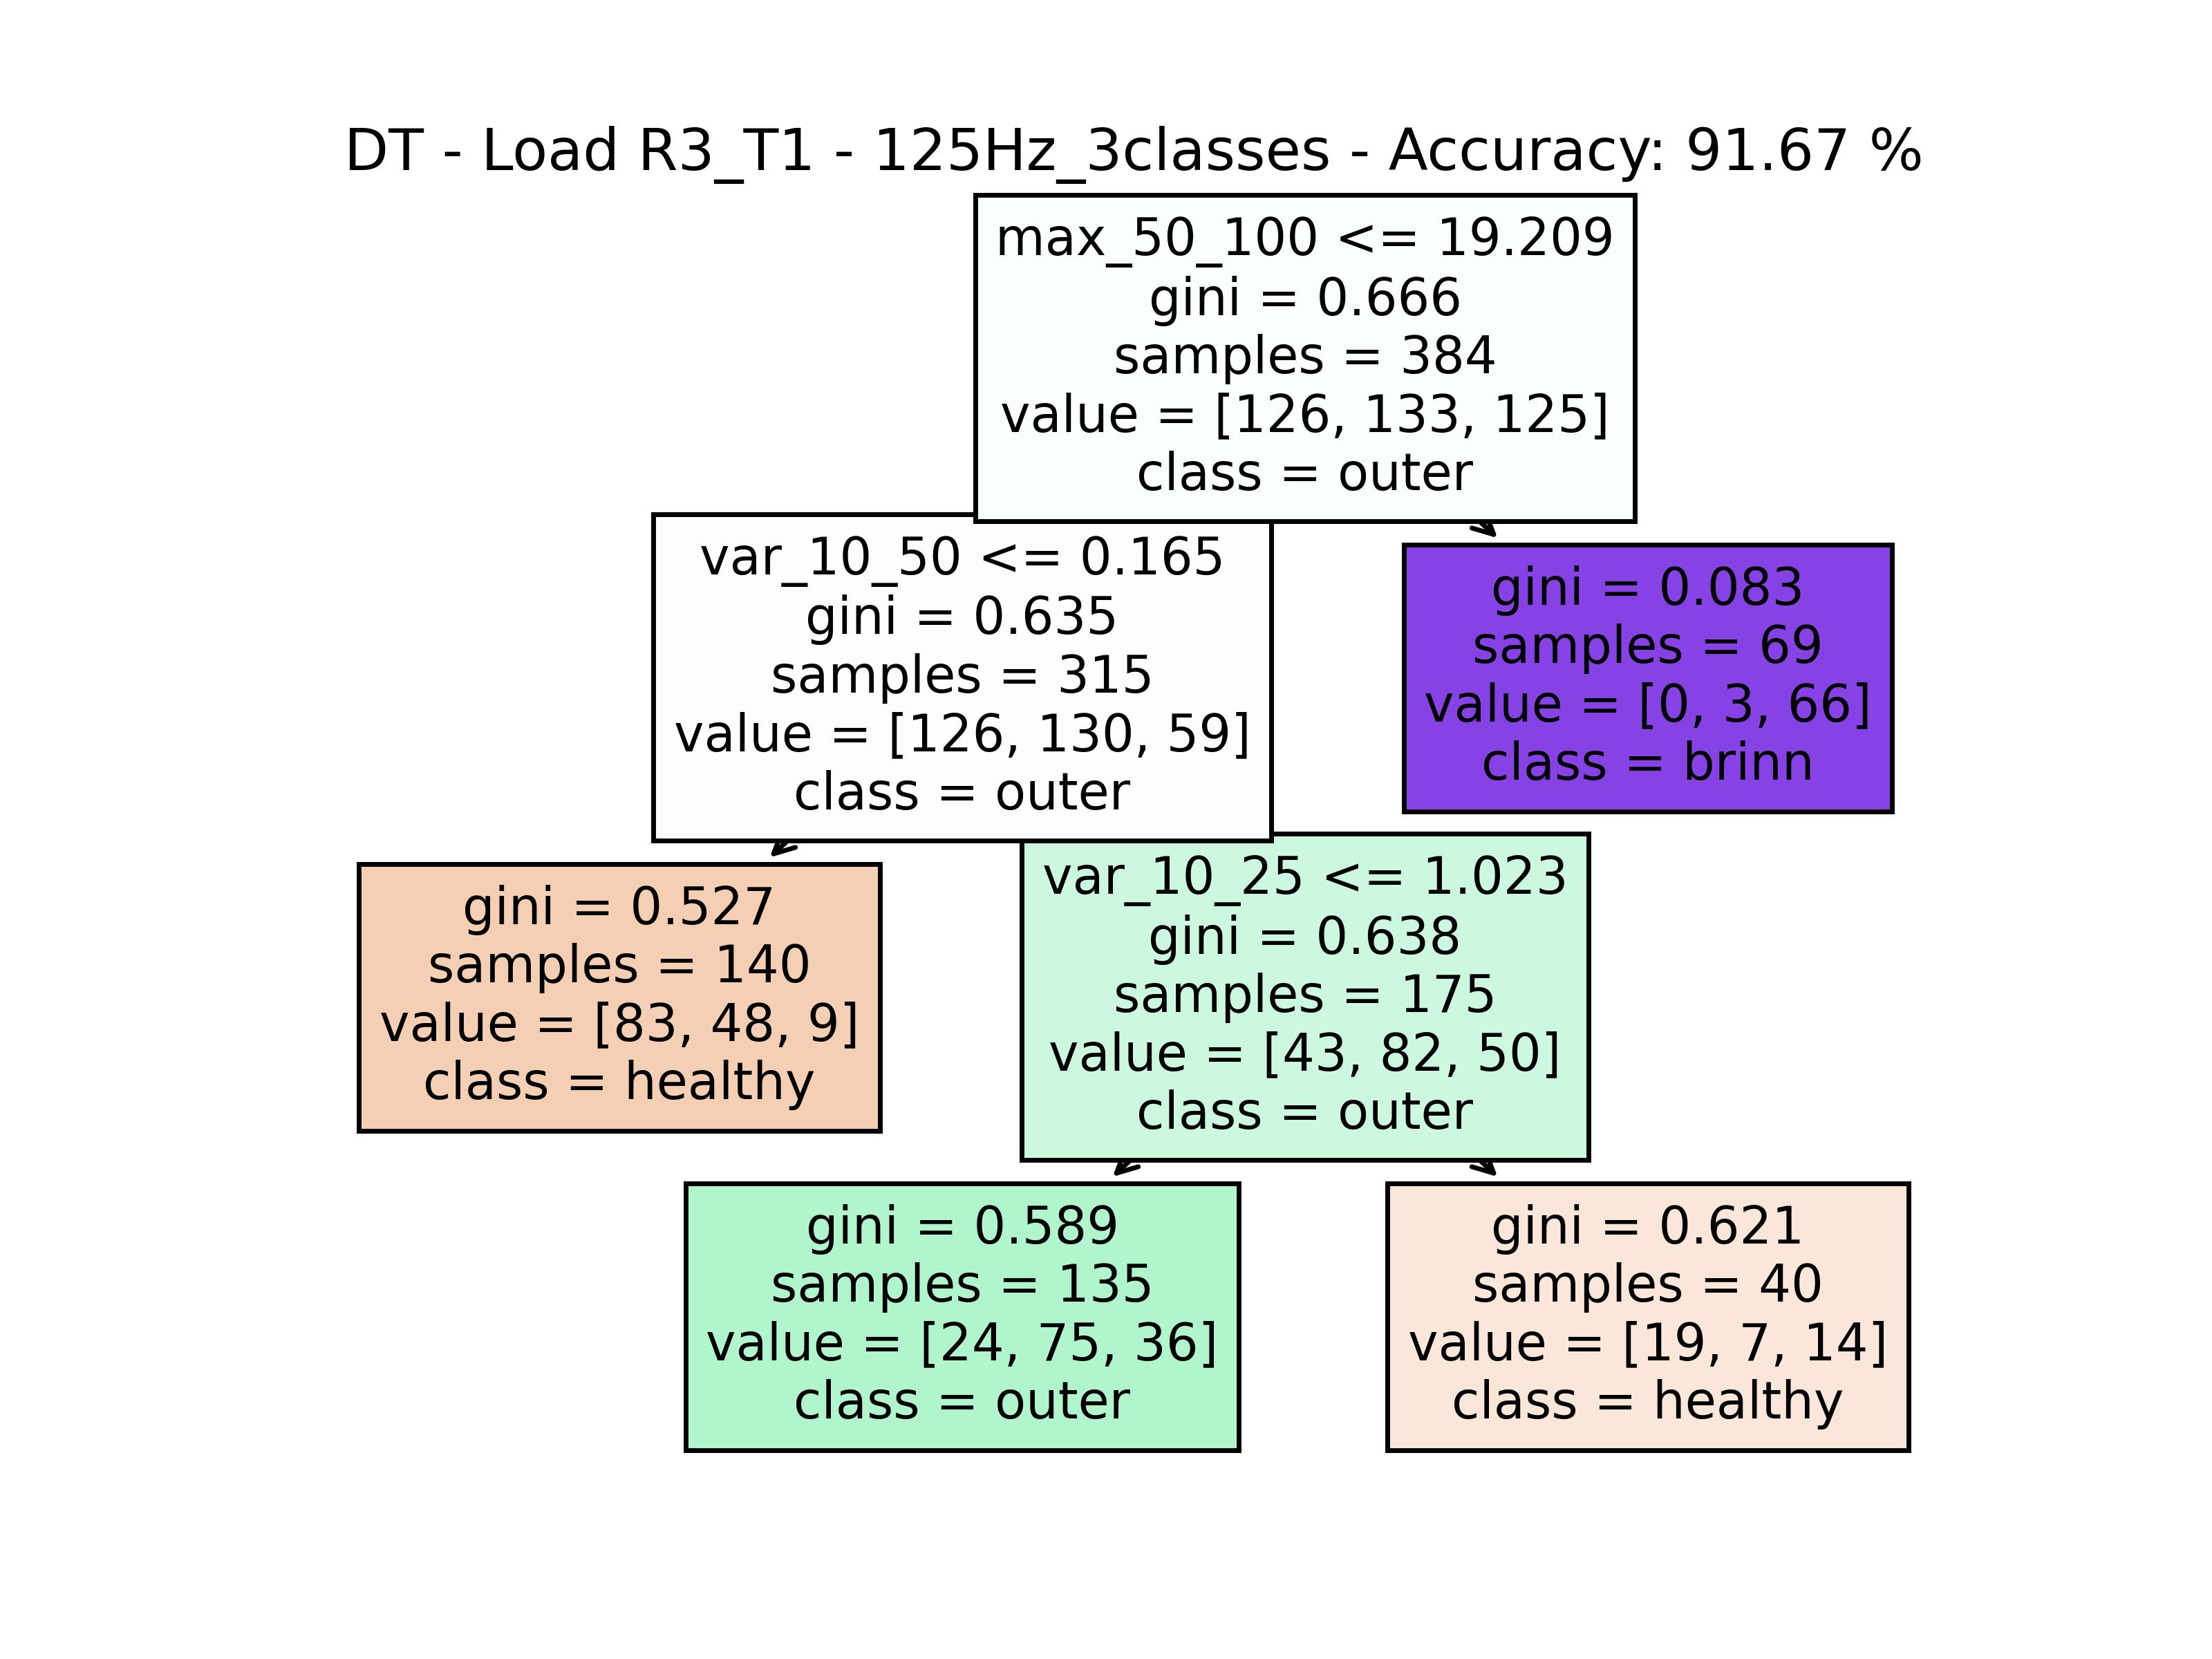 DT - Load R3_T1 - 125Hz_3classes - Accuracy: 91.67 %
max_50_100 <= 19.209
gini = 0.666
samples = 384
value = [126, 133, 125]
class = outer
var_10_50 <= 0.165
gini = 0.635
samples = 315
value = [126, 130, 59]
class = outer
gini = 0.083
samples = 69
value = [0, 3, 66]
class = brinn
gini = 0.527
samples = 140
value = [83, 48, 9]
class = healthy
var_10_25 <= 1.023
gini = 0.638
samples = 175
value = [43, 82, 50]
class = outer
gini = 0.589
samples = 135
value = [24, 75, 36]
class = outer
gini = 0.621
samples = 40
value = [19, 7, 14]
class = healthy